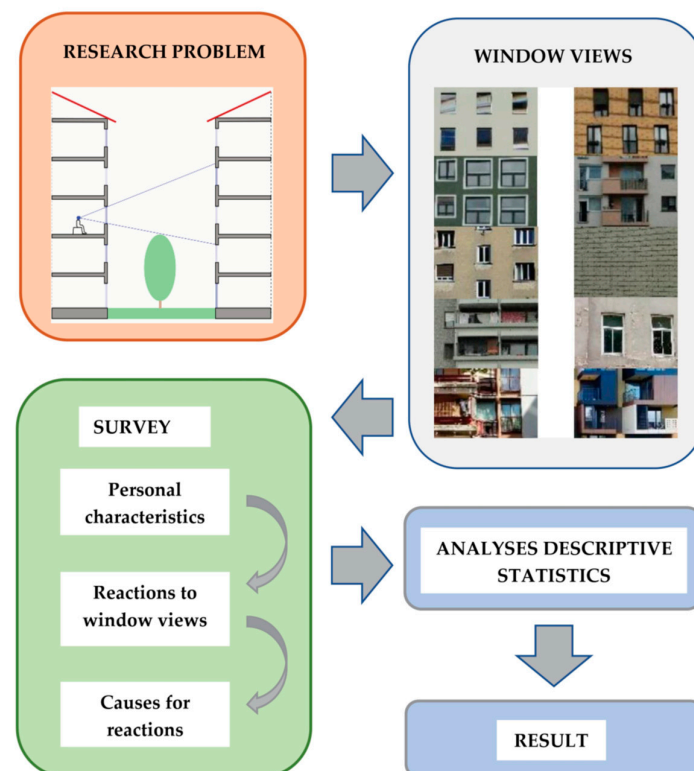 RESEARCH PROBLEM
WINDOW VIEWS
SURVEY
Personal
characteristics
Reactions to
window views
Causes for
reactions
ANALYSES DESCRIPTIVE
STATISTICS
RESULT